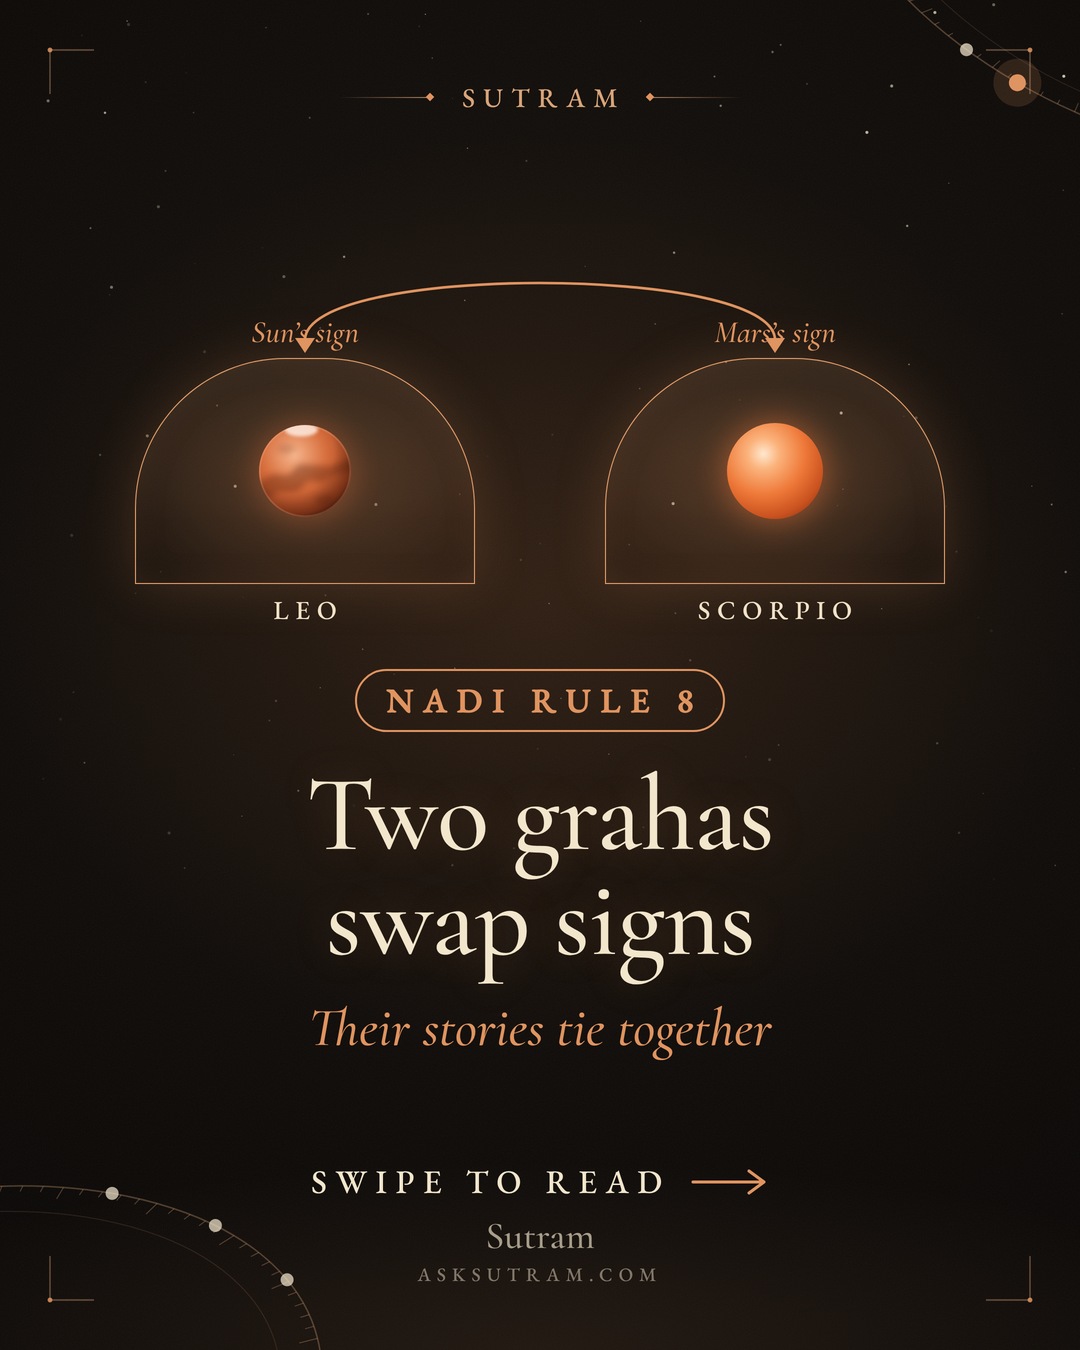 SUTRAM
Sun's sign
Mars's sign
LEO
SCORPIO
NADI RULE 8
Two grahas
swap signs
Their stories tie together
SWIPE TO READ
Sutram
ASKSUTRAM.COM